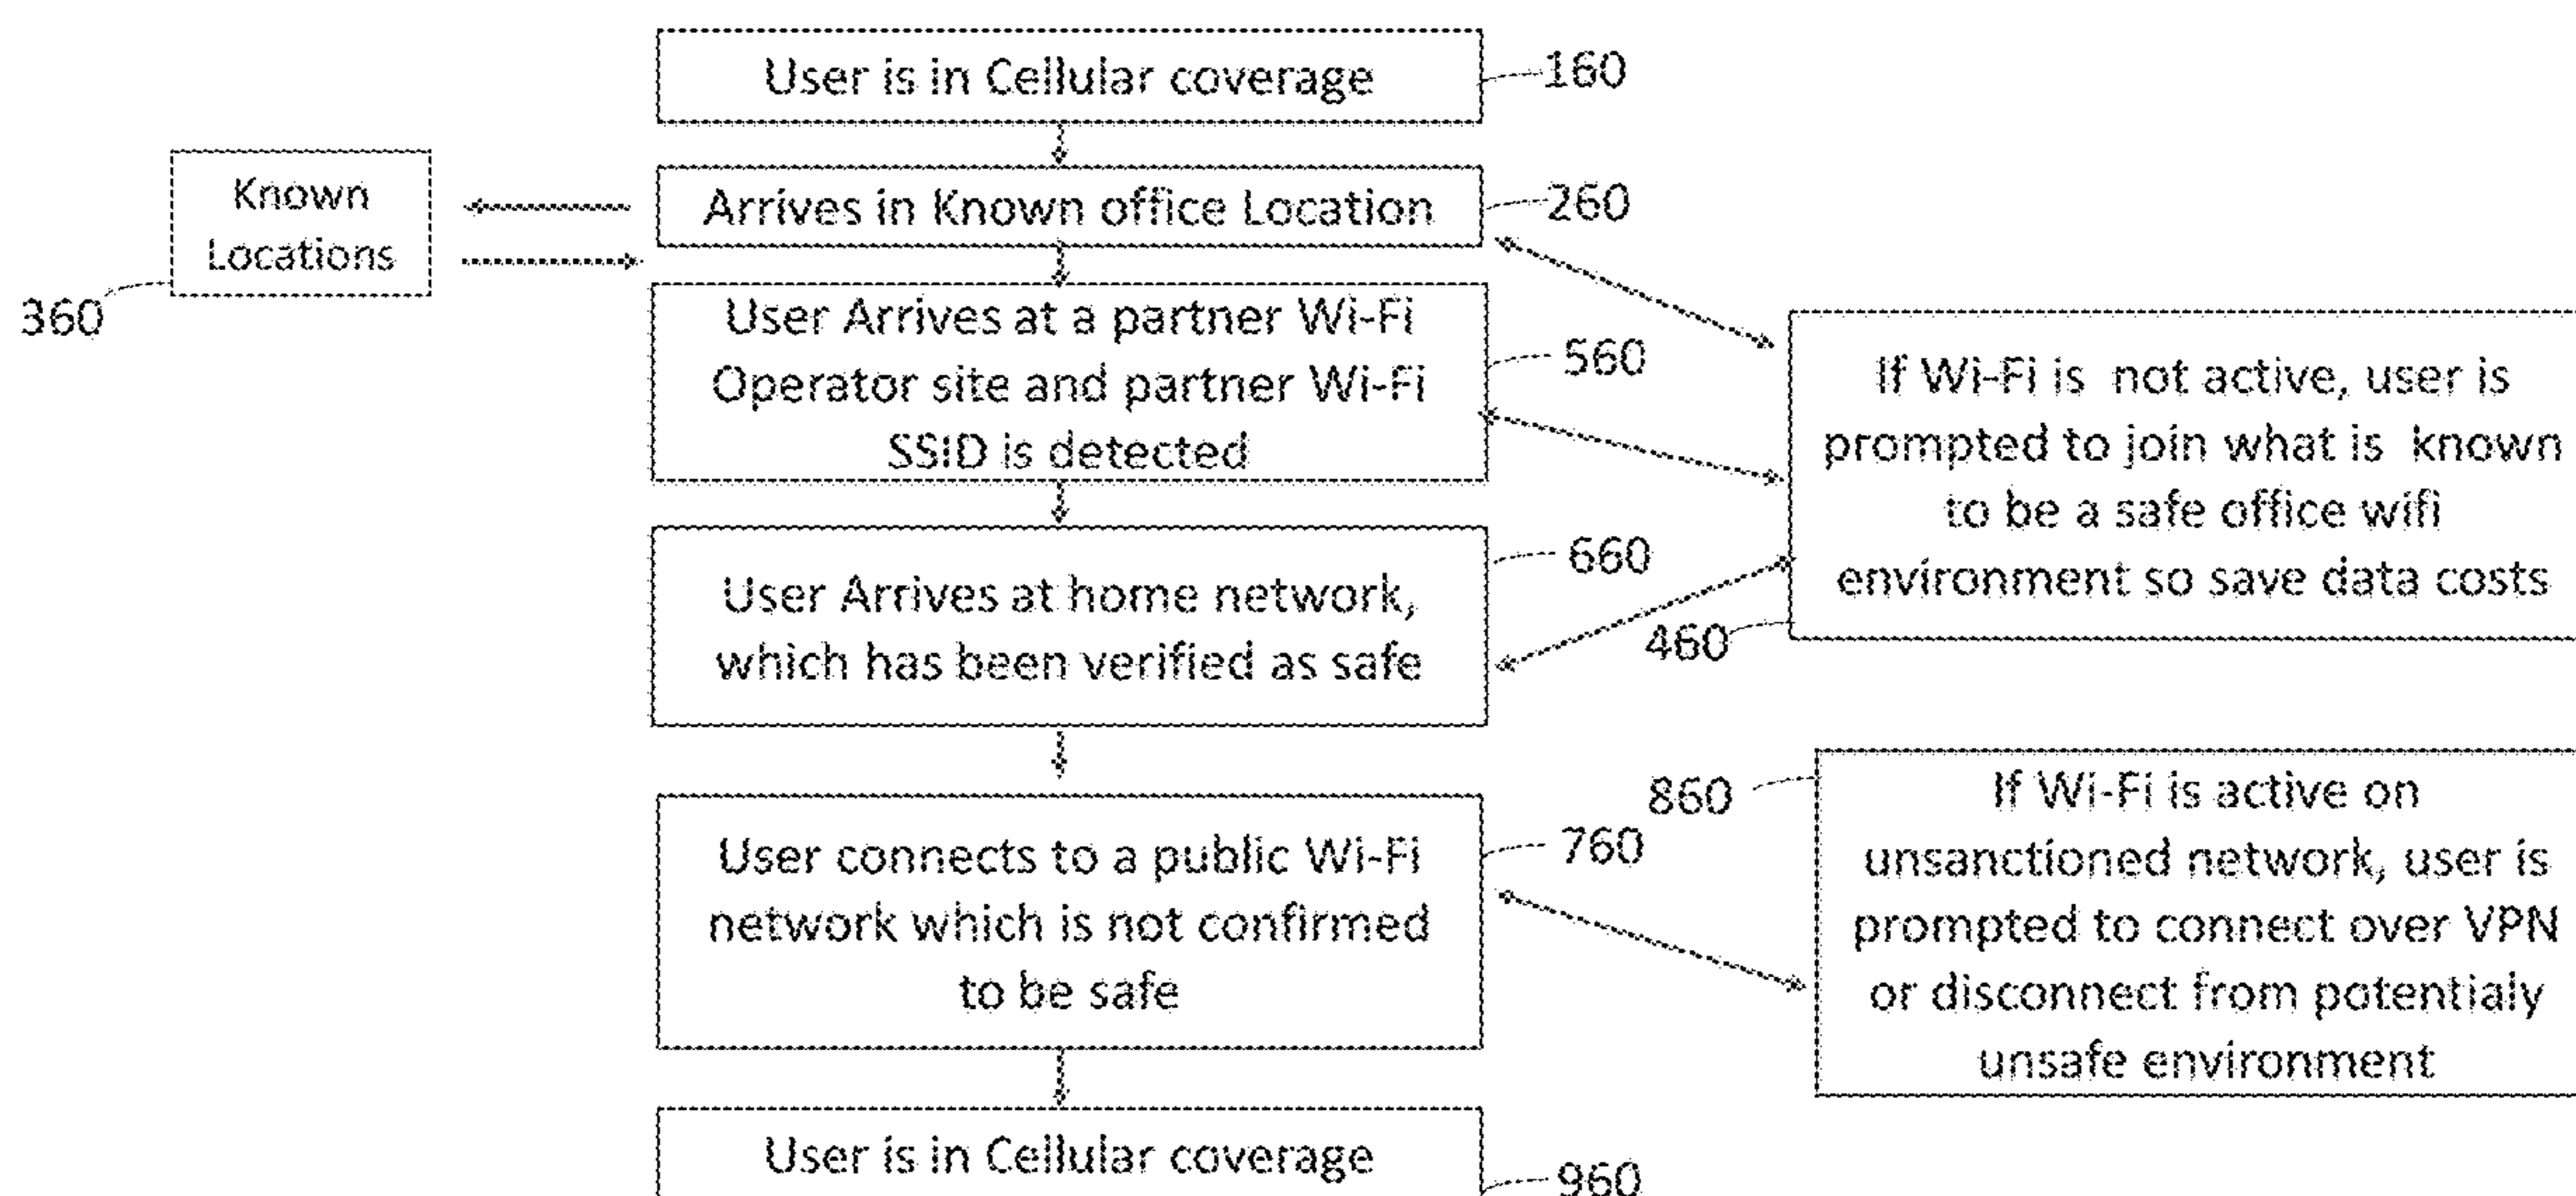 User is in Cellular coverage
160
Known
Locations
360
Arrives in Known office Location
260
User Arrives at a partner Wi-Fi
Operator site and partner Wi-Fi
SSID is detected
560
If Wi-Fi is not active, user is
prompted to join what is known
to be a safe office wifi
environment so save data costs
460
User Arrives at home network,
which has been verified as safe
660
User connects to a public Wi-Fi
network which is not confirmed
to be safe
760
860
If Wi-Fi is active on
unsanctioned network, user is
prompted to connect over VPN
or disconnect from potentialy
unsafe environment
User is in Cellular coverage
960